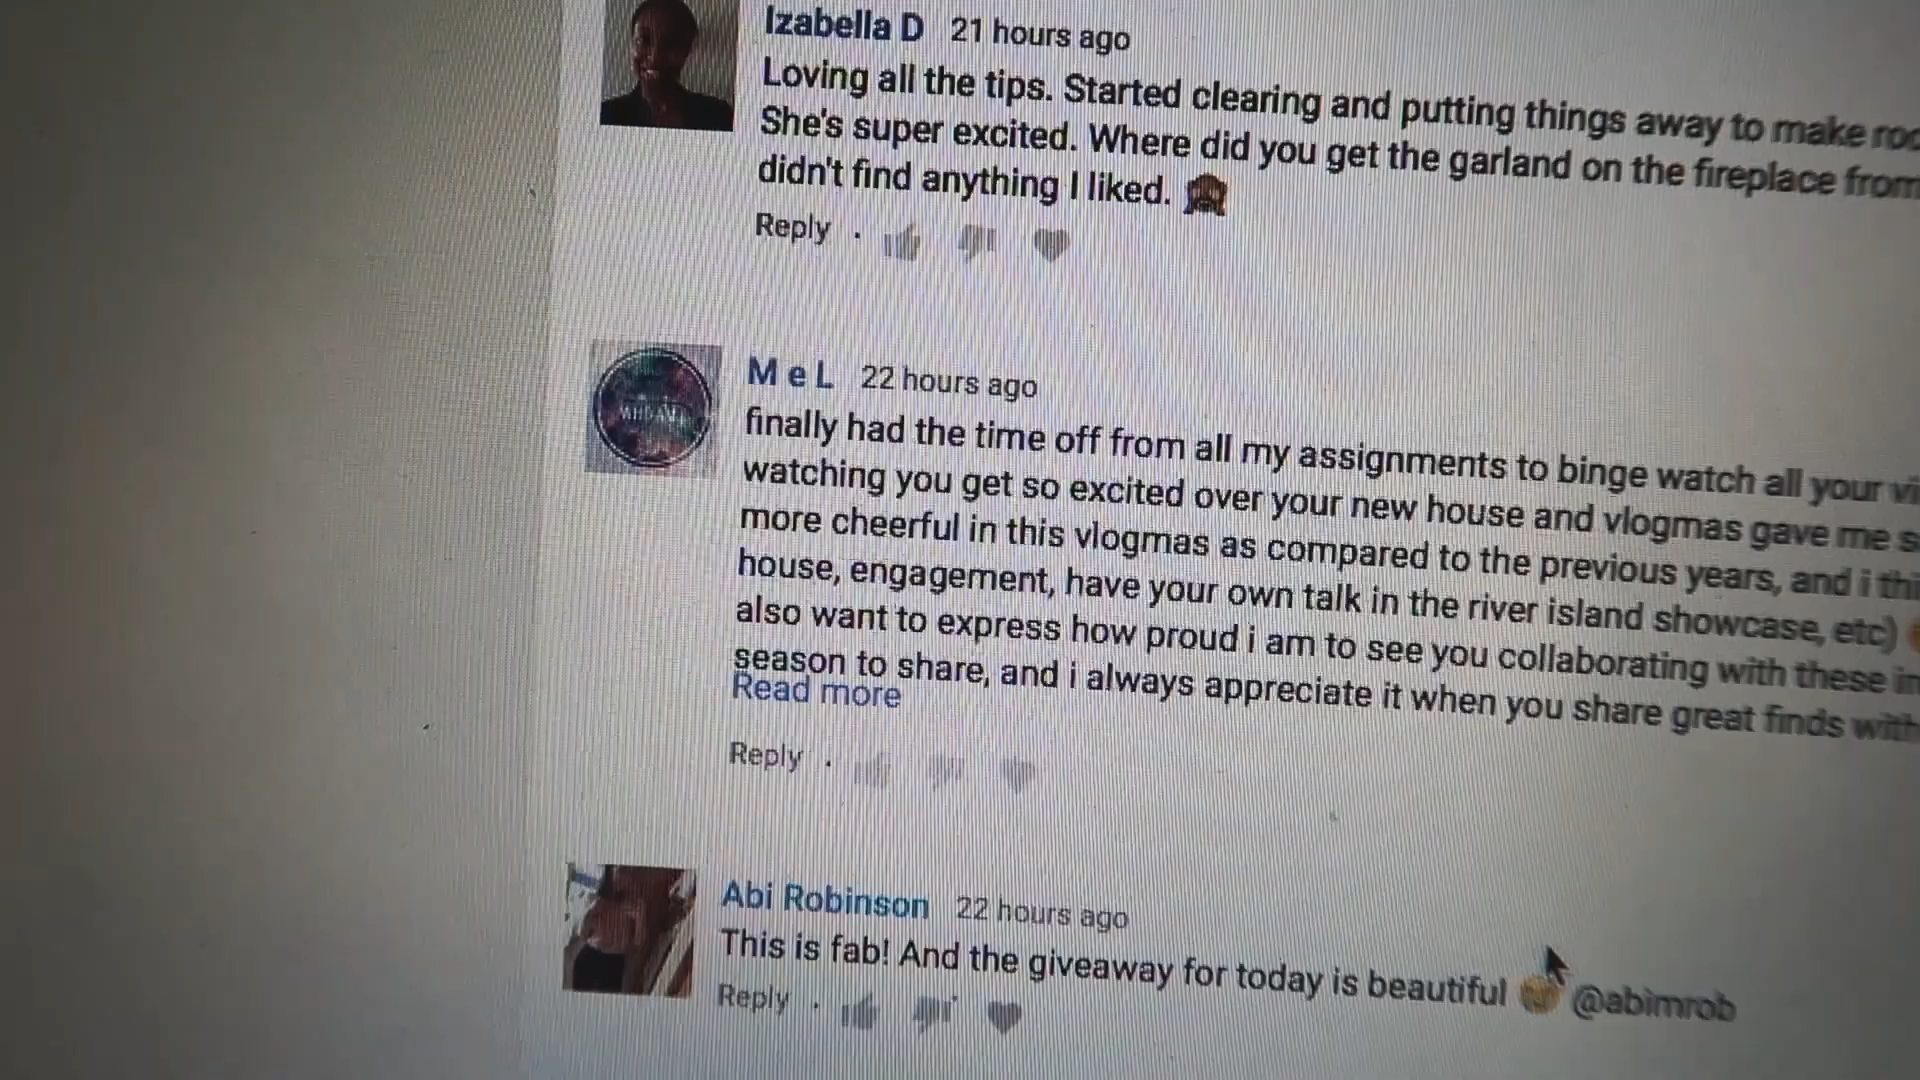 Izabella D 21 hours ago
Loving all the tips. Started clearing and putting things away to make
She's super excited. Where did you get the garland on the fireplace from
didn't find anything I liked.
Reply
M e L 22 hours ago
finally had the time off from all my assignments to binge watch all your
watching you get so excited over your new house and vlogmas gave me
more cheerful in this vlogmas as compared to the previous years, and i
house, engagement, have your own talk in the river island showcase, etc)
also want to express how proud i am to see you collaborating with these
season to share, and i always appreciate it when you share great finds with
Read more
Reply
Abi Robinson 22 hours ago
This is fab! And the giveaway for today is beautiful @abimrob
Reply